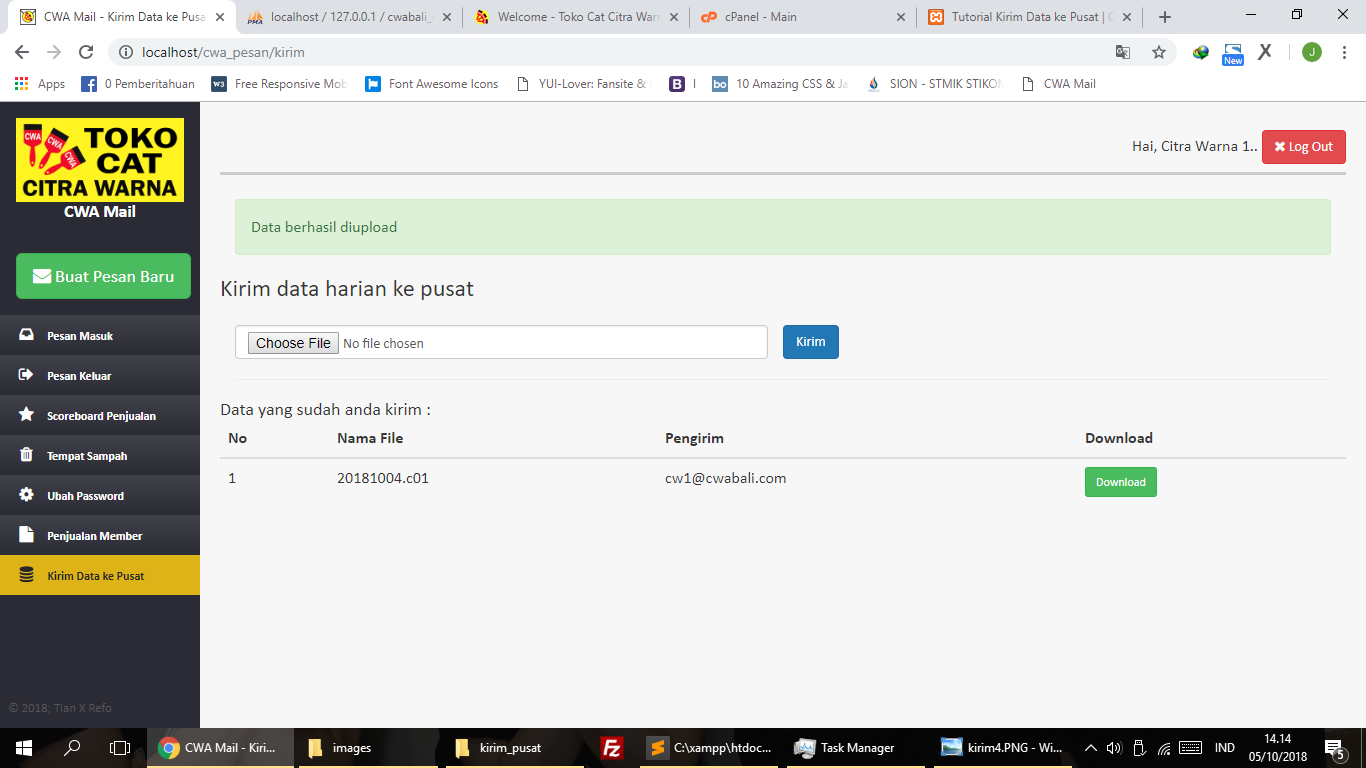 CWA Mail - Kirim Data ke Pusa
localhost / 127.0.0.1 / cwabali_
Welcome - Toko Cat Citra Warn
cPanel - Main
Tutorial Kirim Data ke Pusat | C
localhost/cwa_pesan/kirim
New
J
Apps
0 Pemberitahuan
Free Responsive Mob
Font Awesome Icons
YUI-Lover: Fansite &
I
10 Amazing CSS & Ja
SION - STMIK STIKOM
CWA Mail
CWA CWA CWA
TOKO
CAT
CITRA WARNA
CWA Mail
Hai, Citra Warna 1..
Log Out
Data berhasil diupload
Buat Pesan Baru
Kirim data harian ke pusat
Choose File No file chosen
Kirim
Pesan Masuk
Pesan Keluar
Scoreboard Penjualan
Tempat Sampah
Ubah Password
Penjualan Member
Kirim Data ke Pusat
Data yang sudah anda kirim :
No Nama File Pengirim Download
1 20181004.c01 cw1@cwabali.com Download
© 2018; Tian X Refo
CWA Mail - Kiri...
images
kirim_pusat
C:\xampp\htdoc...
Task Manager
kirim4.PNG - Wi...
IND
14.14
05/10/2018
5